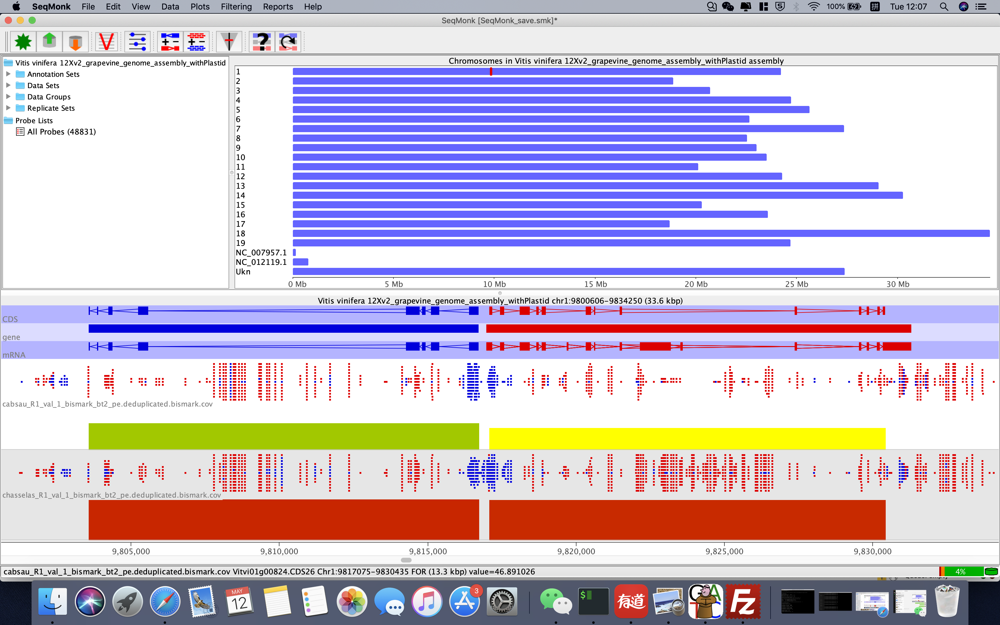 SeqMonk File Edit View Data Plots Filtering Reports Help 100% 拼 Tue 12:07
SeqMonk [SeqMonk_save.smk]*
Vitis vinifera 12Xv2_grapevine_genome_assembly_withPlastid
Annotation Sets
Data Sets
Data Groups
Replicate Sets
Probe Lists
All Probes (48831)
Chromosomes in Vitis vinifera 12Xv2_grapevine_genome_assembly_withPlastid assembly
1
2
3
4
5
6
7
8
9
10
11
12
13
14
15
16
17
18
19
NC_007957.1
NC_012119.1
Ukn
0 Mb 5 Mb 10 Mb 15 Mb 20 Mb 25 Mb 30 Mb
Vitis vinifera 12Xv2_grapevine_genome_assembly_withPlastid chr1:9800606-9834250 (33.6 kbp)
CDS
gene
mRNA
cabsau_R1_val_1_bismark_bt2_pe.deduplicated.bismark.cov
chasselas_R1_val_1_bismark_bt2_pe.deduplicated.bismark.cov
9,805,000 9,810,000 9,815,000 9,820,000 9,825,000 9,830,000
cabsau_R1_val_1_bismark_bt2_pe.deduplicated.bismark.cov Vitvi01g00824.CDS26 Chr1:9817075-9830435 FOR (13.3 kbp) value=46.891026
4%
MAY
12
3
$
有道
G A
T C
Fz